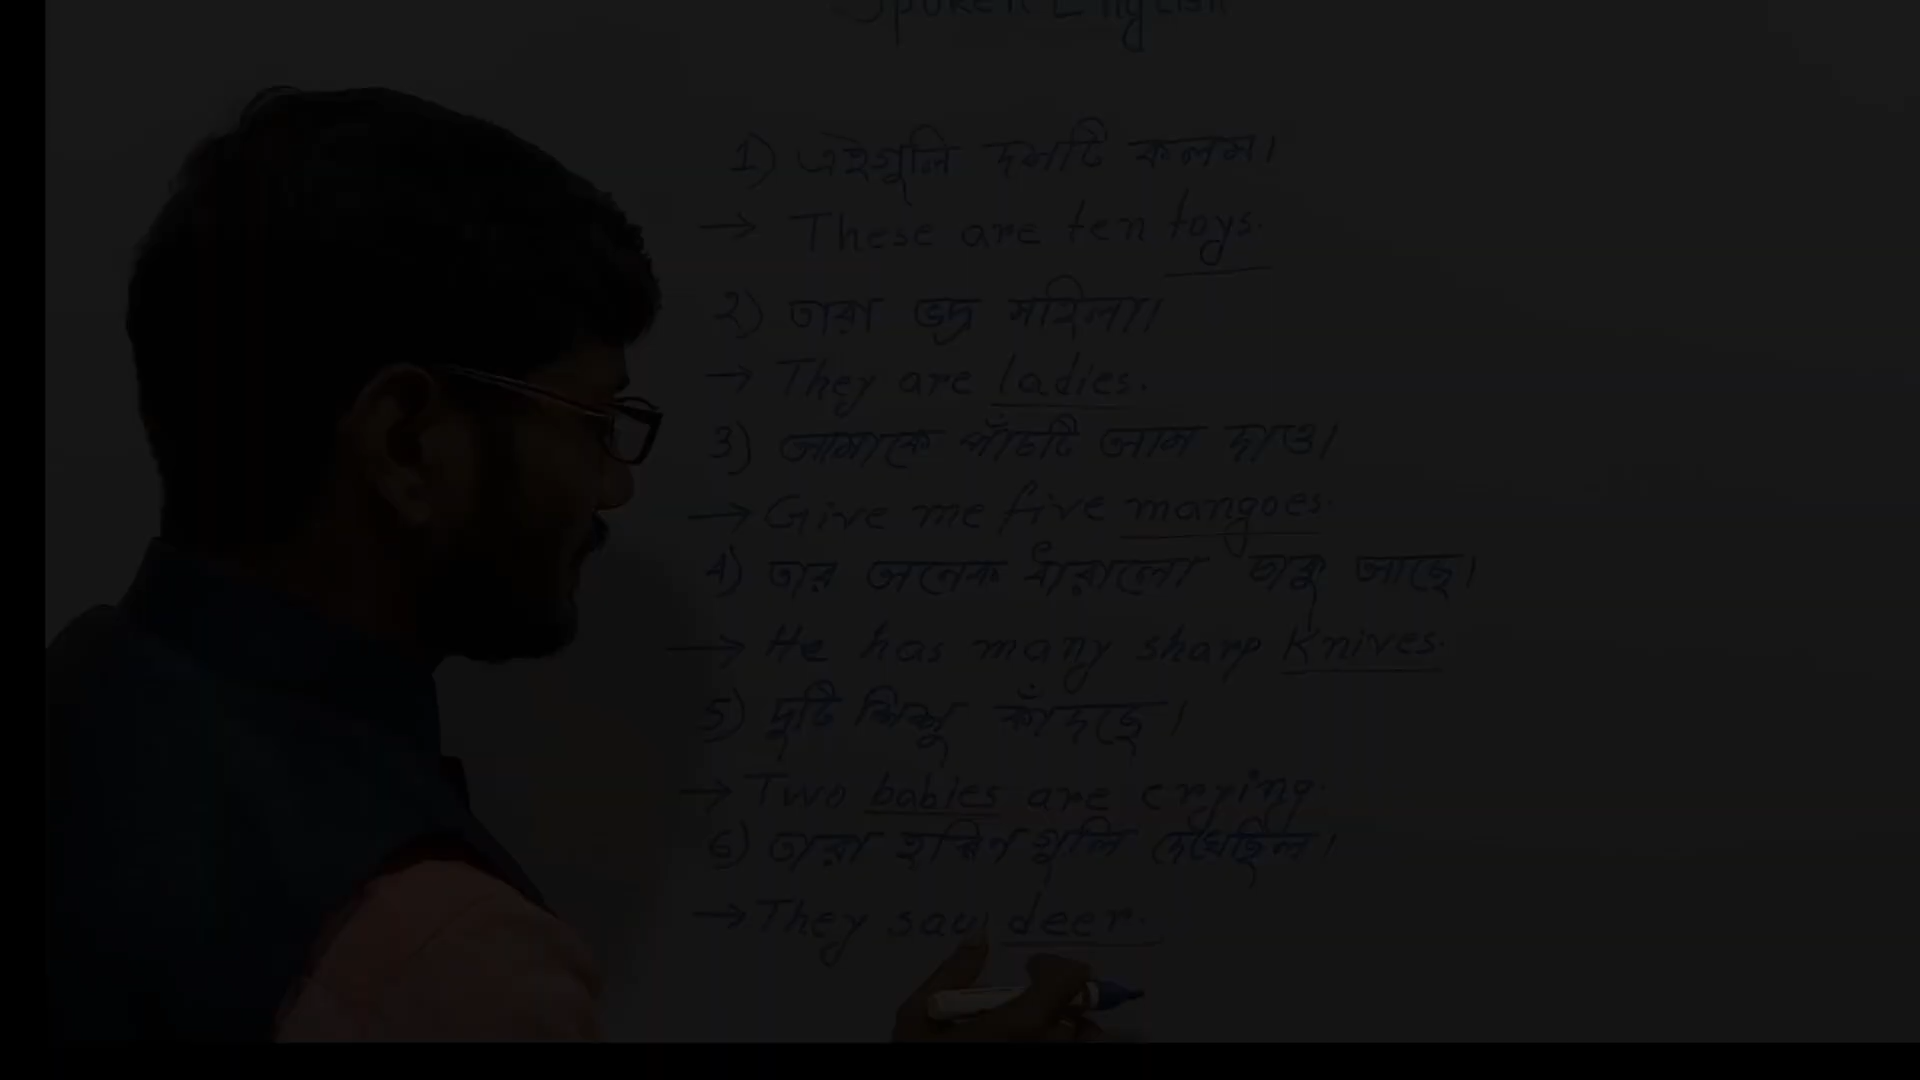 Spoken English
1) এইগুলি দশটি কলম।
→ These are ten toys.
2) তারা ভদ্র মহিলা।
→ They are ladies.
3) আমাকে পাঁচটি আম দাও।
→ Give me five mangoes.
4) তার অনেক ধারালো চাকু আছে।
→ He has many sharp knives.
5) দুটি শিশু কাঁদছে।
→ Two babies are crying.
6) তারা হরিণগুলি দেখেছিল।
→ They saw deer.